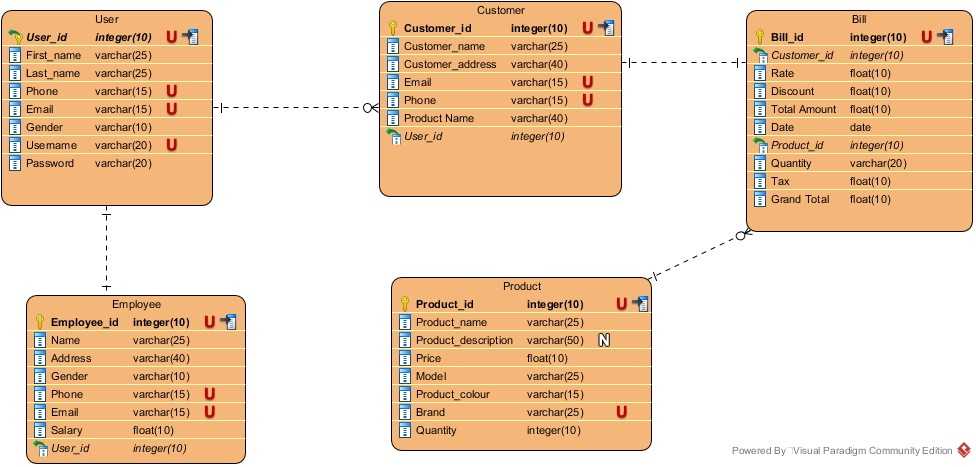 User
User_id integer(10) U
First_name varchar(25)
Last_name varchar(25)
Phone varchar(15) U
Email varchar(15) U
Gender varchar(10)
Username varchar(20) U
Password varchar(20)
Customer
Customer_id integer(10) U
Customer_name varchar(25)
Customer_address varchar(40)
Email varchar(15) U
Phone varchar(15) U
Product Name varchar(40)
User_id integer(10)
Bill
Bill_id integer(10) U
Customer_id integer(10)
Rate float(10)
Discount float(10)
Total Amount float(10)
Date date
Product_id integer(10)
Quantity varchar(20)
Tax float(10)
Grand Total float(10)
Employee
Employee_id integer(10) U
Name varchar(25)
Address varchar(40)
Gender varchar(10)
Phone varchar(15) U
Email varchar(15) U
Salary float(10)
User_id integer(10)
Product
Product_id integer(10) U
Product_name varchar(25)
Product_description varchar(50) N
Price float(10)
Model varchar(25)
Product_colour varchar(15)
Brand varchar(25) U
Quantity integer(10)
Powered By Visual Paradigm Community Edition